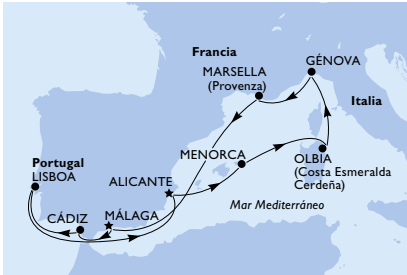 Francia
GÉNOVA
MARSELLA
(Provenza)
Italia
Portugal
LISBOA
MENORCA
OLBIA
(Costa Esmeralda
Cerdeña)
ALICANTE
CÁDIZ
MÁLAGA
Mar Mediterráneo